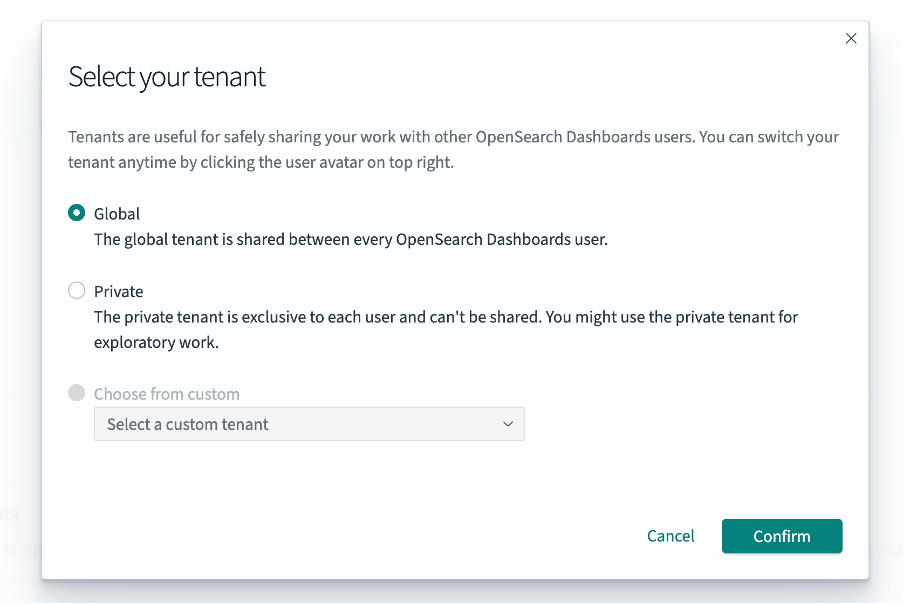 Select your tenant
Tenants are useful for safely sharing your work with other OpenSearch Dashboards users. You can switch your
tenant anytime by clicking the user avatar on top right.
Global
The global tenant is shared between every OpenSearch Dashboards user.
Private
The private tenant is exclusive to each user and can't be shared. You might use the private tenant for
exploratory work.
Choose from custom
Select a custom tenant
Cancel
Confirm